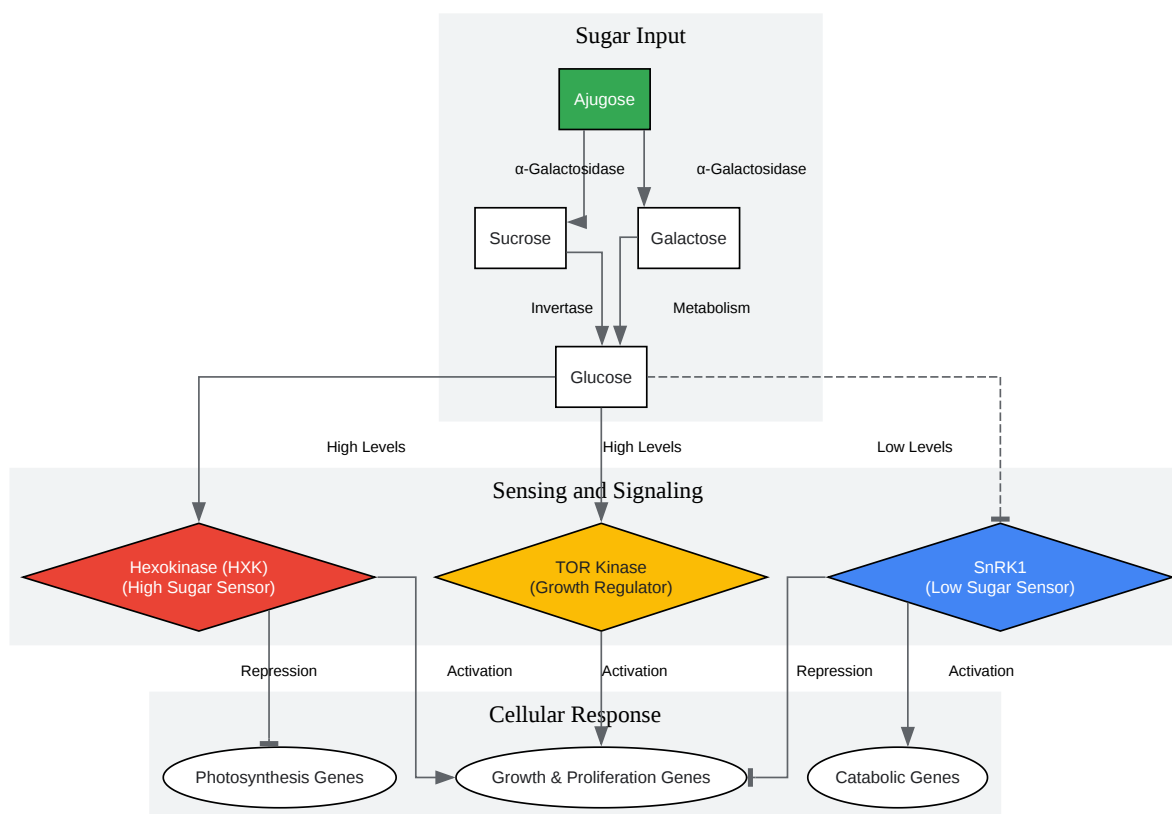 Sugar Input
Ajugose
α-Galactosidase
α-Galactosidase
Sucrose
Galactose
Invertase
Metabolism
Glucose
High Levels
High Levels
Low Levels
Sensing and Signaling
Hexokinase (HXK)
(High Sugar Sensor)
TOR Kinase
(Growth Regulator)
SnRK1
(Low Sugar Sensor)
Repression
Activation
Activation
Repression
Activation
Cellular Response
Photosynthesis Genes
Growth & Proliferation Genes
Catabolic Genes